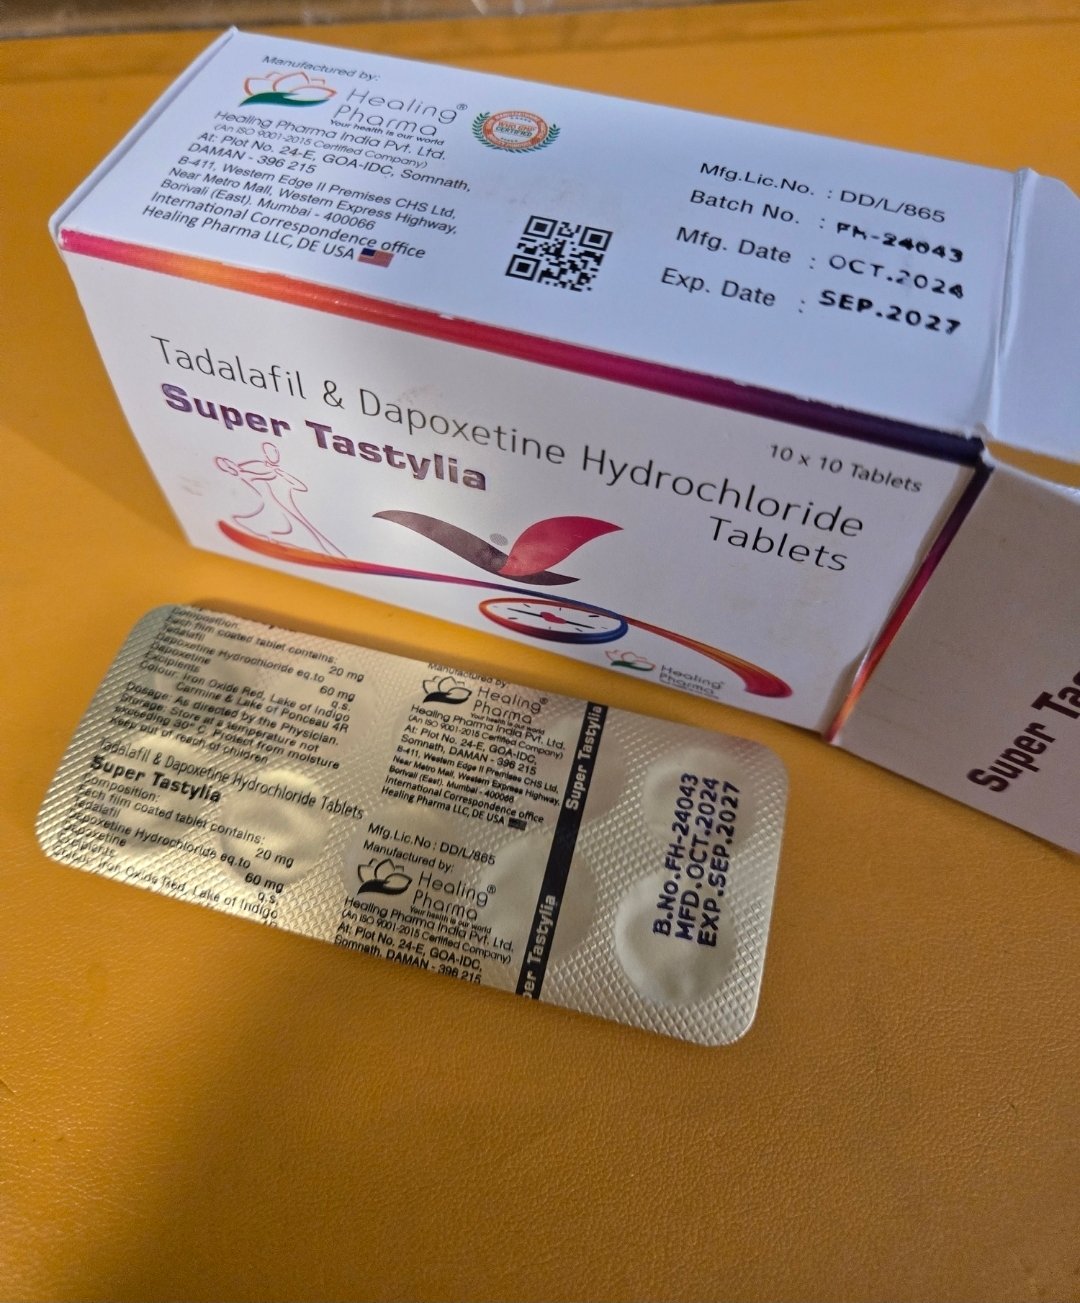 Manufactured by:
Healing®
Pharma
Your health is our world
Healing Pharma India Pvt. Ltd.
(An ISO 9001-2015 Certified Company)
At: Plot No. 24-E, GOA-IDC, Somnath,
DAMAN - 396 215
B-411, Western Edge II Premises CHS Ltd,
Near Metro Mall, Western Express Highway,
Borivali (East). Mumbai - 400066
International Correspondence office
Healing Pharma LLC, DE USA
CERTIFIED
Mfg.Lic.No. : DD/L/865
Batch No. : FH-24043
Mfg. Date : OCT.2024
Exp. Date : SEP.2027
Tadalafil & Dapoxetine Hydrochloride
Tablets
Super Tastylia
10 x 10 Tablets
Healing®
Pharma
Super Tas
Composition:
Each film coated tablet contains:
Tadalafil 20 mg
Dapoxetine Hydrochloride eq.to
Dapoxetine 60 mg
Excipients q.s.
Colour: Iron Oxide Red, Lake of Indigo
Carmine & Lake of Ponceau 4R
Dosage: As directed by the Physician.
Storage: Store at a temperature not
exceeding 30° C. Protect from moisture
Keep out of reach of children
Tadalafil & Dapoxetine Hydrochloride Tablets
Super Tastylia
Composition:
Each film coated tablet contains:
Tadalafil 20 mg
Dapoxetine Hydrochloride eq.to
Dapoxetine 60 mg
Excipients q.s.
Colour: Iron Oxide Red, Lake of Indigo
Manufactured by:
Healing®
Pharma
Your health is our world
Healing Pharma India Pvt. Ltd.
(An ISO 9001-2015 Certified Company)
At: Plot No. 24-E, GOA-IDC,
Somnath, DAMAN - 396 215
B-411, Western Edge II Premises CHS Ltd,
Near Metro Mall, Western Express Highway,
Borivali (East). Mumbai - 400066
International Correspondence office
Healing Pharma LLC, DE USA
Mfg.Lic.No : DD/L/865
Manufactured by:
Healing®
Pharma
Your health is our world
Healing Pharma India Pvt. Ltd.
(An ISO 9001-2015 Certified Company)
At: Plot No. 24-E, GOA-IDC,
Somnath, DAMAN - 396 215
Super Tastylia
per Tastylia
B.No.FH-24043
MFD.OCT.2024
EXP.SEP.2027